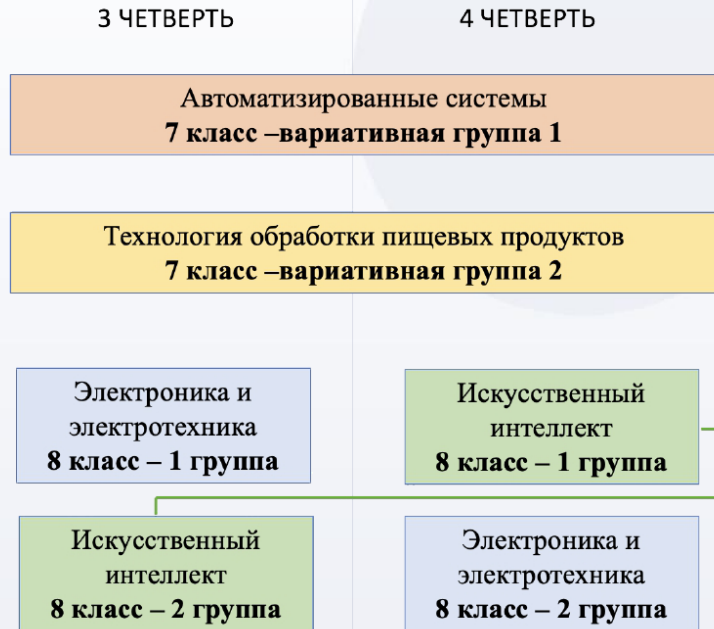 3 ЧЕТВЕРТЬ
4 ЧЕТВЕРТЬ
Автоматизированные системы
7 класс –вариативная группа 1
Технология обработки пищевых продуктов
7 класс –вариативная группа 2
Электроника и
электротехника
8 класс – 1 группа
Искусственный
интеллект
8 класс – 1 группа
Искусственный
интеллект
8 класс – 2 группа
Электроника и
электротехника
8 класс – 2 группа